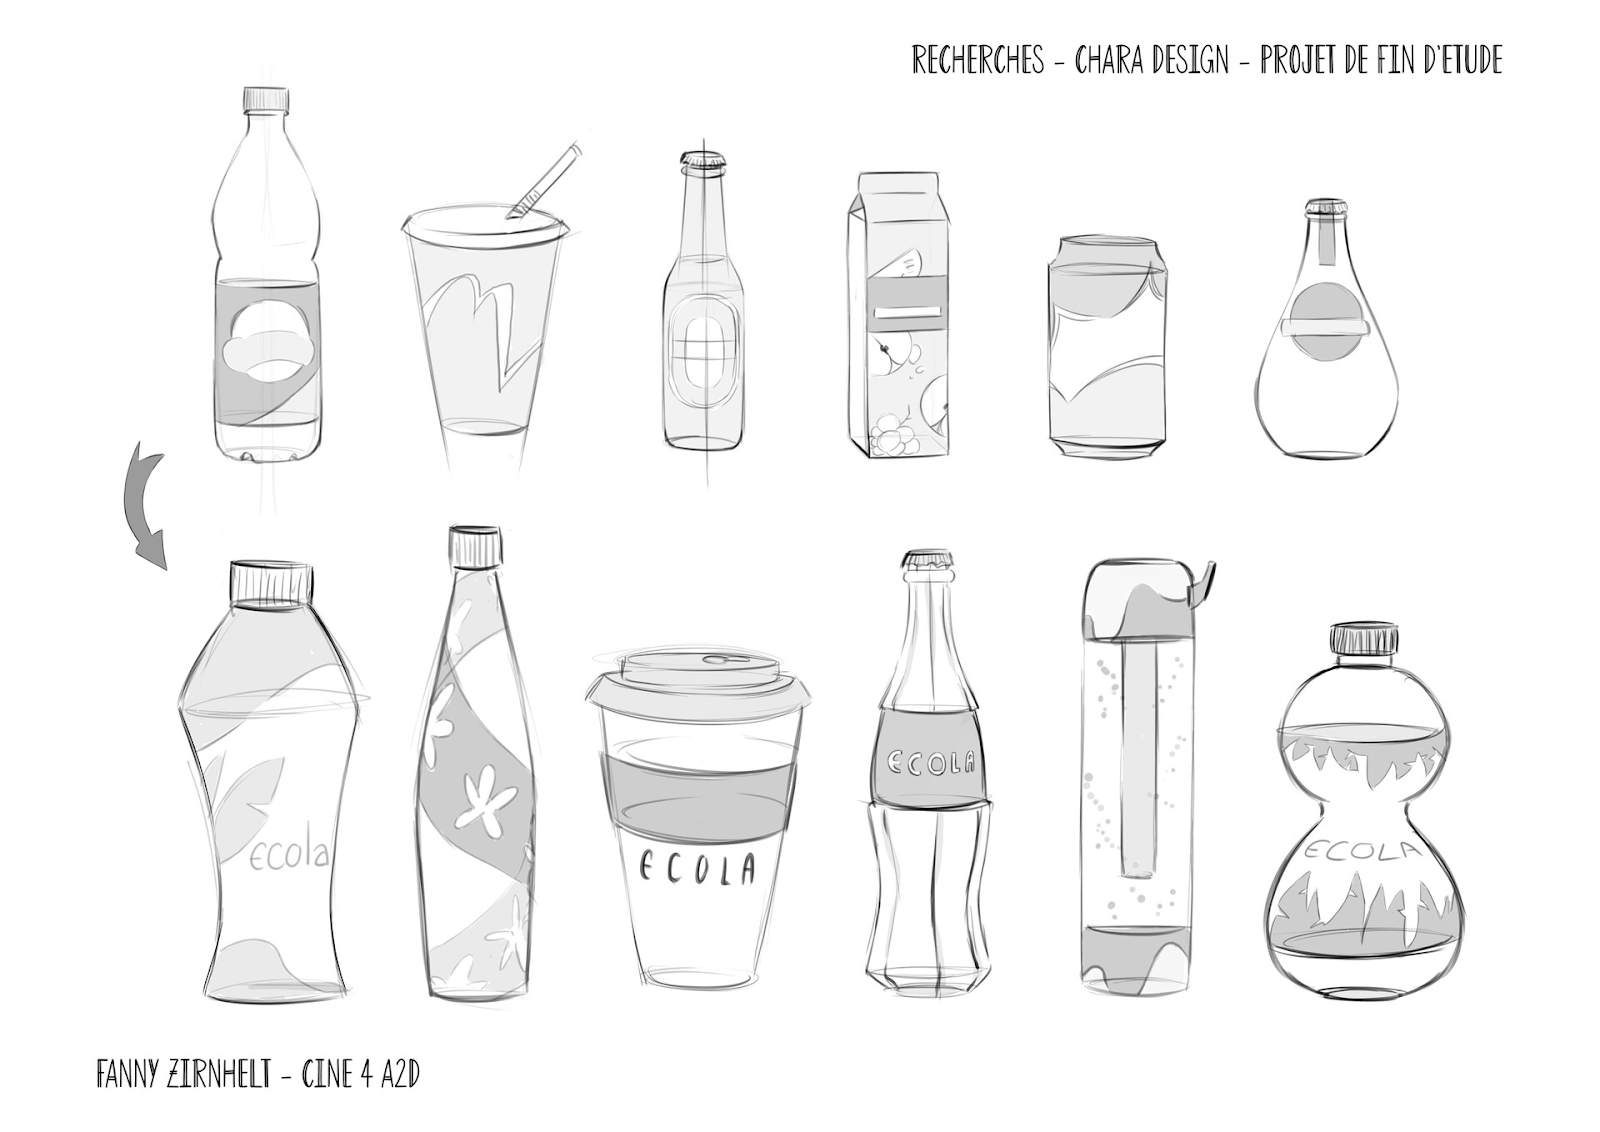 RECHERCHES - CHARA DESIGN - PROJET DE FIN D'ETUDE
ecola
ECOLA
ECOLA
ECOLA
FANNY ZIRNHELT - CINE 4 A2D